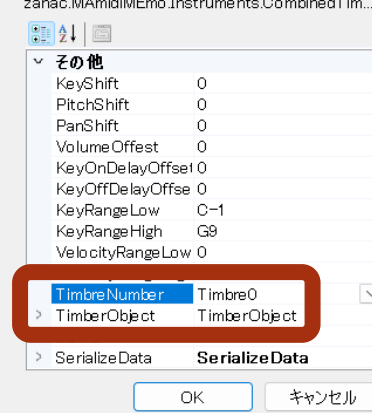 zanac.MAmidiMEmo.Instruments.CombinedTim...
その他
KeyShift 0
PitchShift 0
PanShift 0
VolumeOffest 0
KeyOnDelayOffset 0
KeyOffDelayOffse 0
KeyRangeLow C-1
KeyRangeHigh G9
VelocityRangeLow 0
TimbreNumber Timbre0
TimberObject TimberObject
SerializeData SerializeData
OK キャンセル